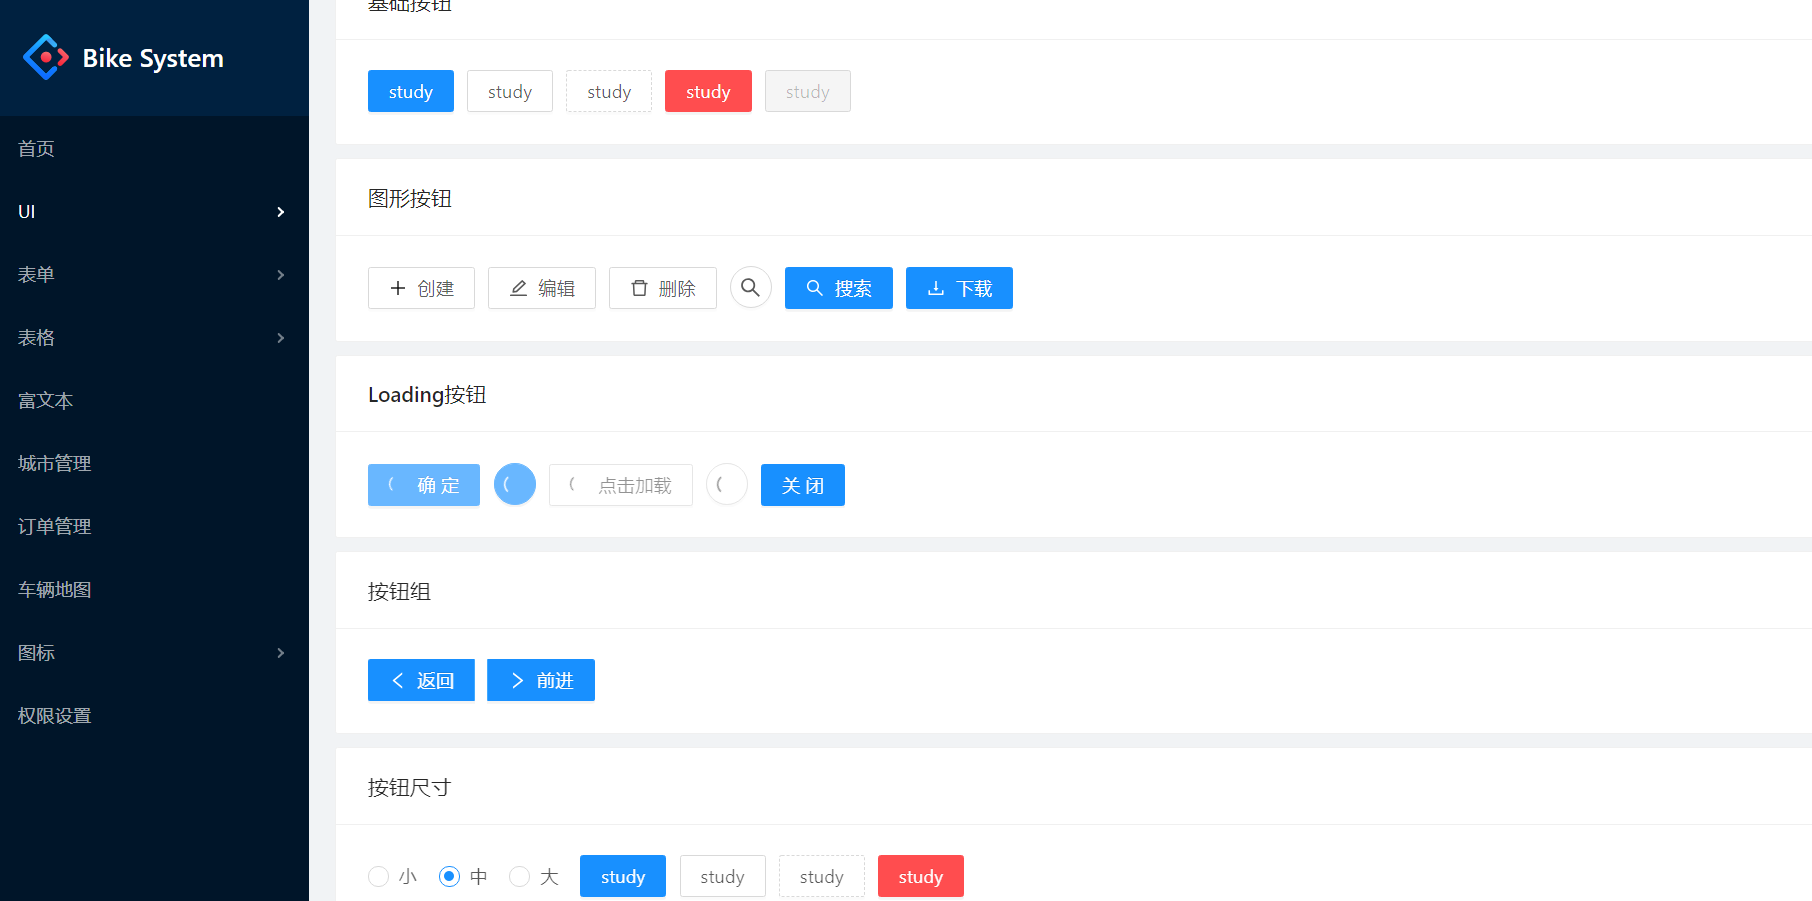 Bike System
首页
UI
表单
表格
富文本
城市管理
订单管理
车辆地图
图标
权限设置
基础按钮
study study study study study
图形按钮
创建 编辑 删除 搜索 下载
Loading按钮
确 定 点击加载 关 闭
按钮组
返回 前进
按钮尺寸
小 中 大 study study study study